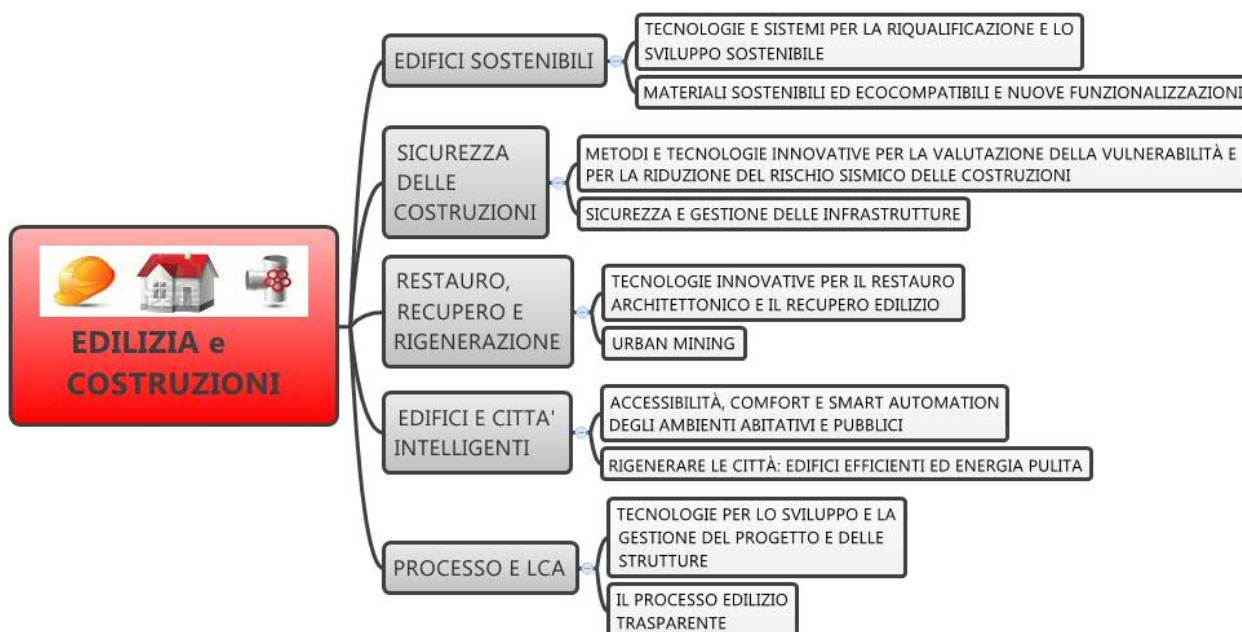 EDILIZIA e
COSTRUZIONI
EDIFICI SOSTENIBILI
TECNOLOGIE E SISTEMI PER LA RIQUALIFICAZIONE E LO
SVILUPPO SOSTENIBILE
MATERIALI SOSTENIBILI ED ECOCOMPATIBILI E NUOVE FUNZIONALIZZAZIONI
SICUREZZA
DELLE
COSTRUZIONI
METODI E TECNOLOGIE INNOVATIVE PER LA VALUTAZIONE DELLA VULNERABILITÀ E
PER LA RIDUZIONE DEL RISCHIO SISMICO DELLE COSTRUZIONI
SICUREZZA E GESTIONE DELLE INFRASTRUTTURE
RESTAURO,
RECUPERO E
RIGENERAZIONE
TECNOLOGIE INNOVATIVE PER IL RESTAURO
ARCHITETTONICO E IL RECUPERO EDILIZIO
URBAN MINING
EDIFICI E CITTA'
INTELLIGENTI
ACCESSIBILITÀ, COMFORT E SMART AUTOMATION
DEGLI AMBIENTI ABITATIVI E PUBBLICI
RIGENERARE LE CITTÀ: EDIFICI EFFICIENTI ED ENERGIA PULITA
PROCESSO E LCA
TECNOLOGIE PER LO SVILUPPO E LA
GESTIONE DEL PROGETTO E DELLE
STRUTTURE
IL PROCESSO EDILIZIO
TRASPARENTE